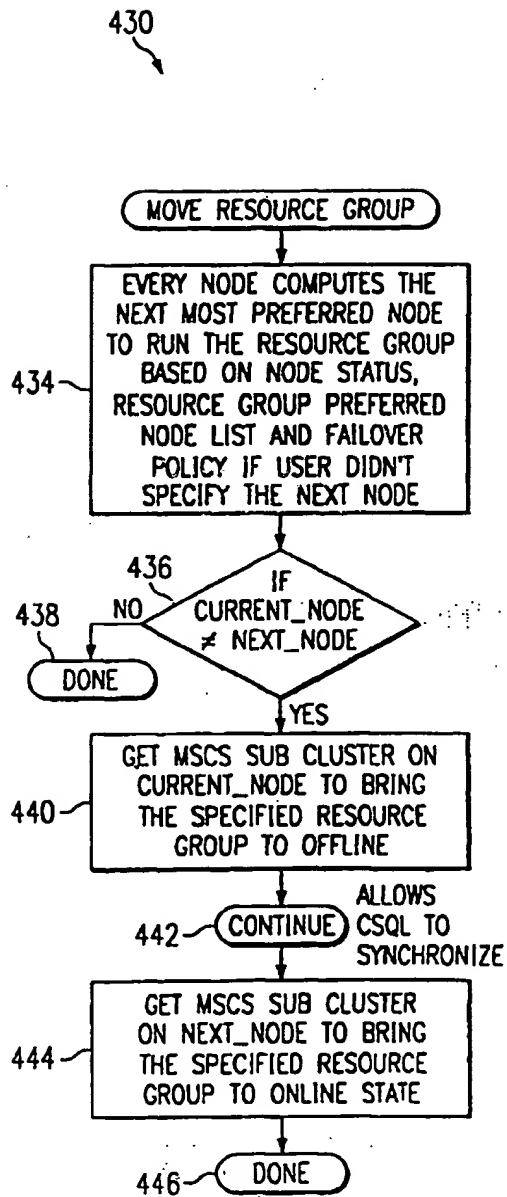 430
MOVE RESOURCE GROUP
EVERY NODE COMPUTES THE
NEXT MOST PREFERRED NODE
TO RUN THE RESOURCE GROUP
BASED ON NODE STATUS,
RESOURCE GROUP PREFERRED
NODE LIST AND FAILOVER
POLICY IF USER DIDN'T
SPECIFY THE NEXT NODE
434
436
IF
CURRENT_NODE
≠ NEXT_NODE
NO
438
DONE
YES
GET MSCS SUB CLUSTER ON
CURRENT_NODE TO BRING
THE SPECIFIED RESOURCE
GROUP TO OFFLINE
440
442
CONTINUE
ALLOWS
CSQL TO
SYNCHRONIZE
GET MSCS SUB CLUSTER
ON NEXT_NODE TO BRING
THE SPECIFIED RESOURCE
GROUP TO ONLINE STATE
444
446
DONE